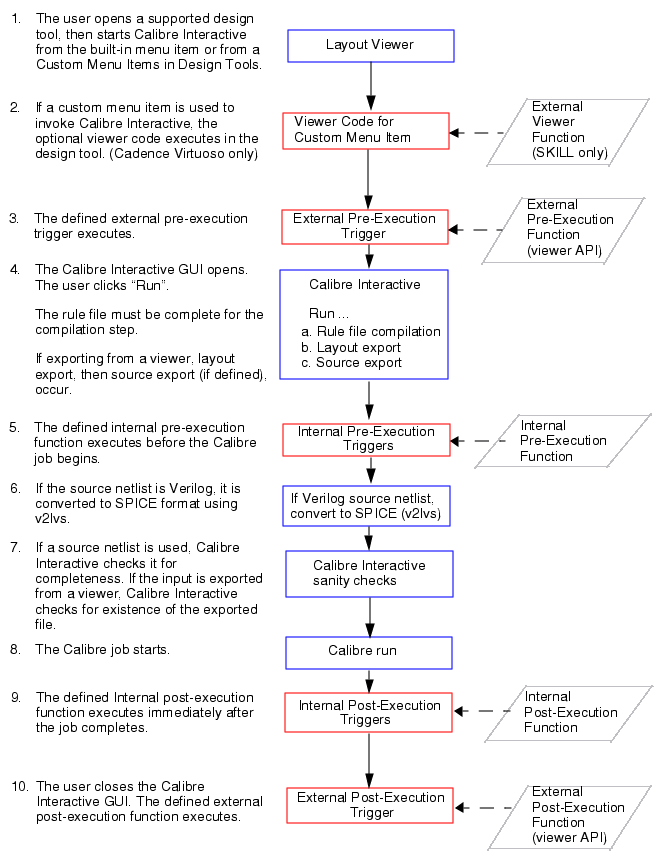 1. The user opens a supported design
tool, then starts Calibre Interactive
from the built-in menu item or from a
Custom Menu Items in Design Tools.
Layout Viewer
2. If a custom menu item is used to
invoke Calibre Interactive, the
optional viewer code executes in the
design tool. (Cadence Virtuoso only)
Viewer Code for
Custom Menu Item
External
Viewer
Function
(SKILL only)
3. The defined external pre-execution
trigger executes.
External Pre-Execution
Trigger
External
Pre-Execution
Function
(viewer API)
4. The Calibre Interactive GUI opens.
The user clicks “Run”.
The rule file must be complete for the
compilation step.
If exporting from a viewer, layout
export, then source export (if defined),
occur.
Calibre Interactive
Run ...
a. Rule file compilation
b. Layout export
c. Source export
5. The defined internal pre-execution
function executes before the Calibre
job begins.
Internal Pre-Execution
Triggers
Internal
Pre-Execution
Function
6. If the source netlist is Verilog, it is
converted to SPICE format using
v2lvs.
If Verilog source netlist,
convert to SPICE (v2lvs)
7. If a source netlist is used, Calibre
Interactive checks it for
completeness. If the input is exported
from a viewer, Calibre Interactive
checks for existence of the exported
file.
Calibre Interactive
sanity checks
8. The Calibre job starts.
Calibre run
9. The defined Internal post-execution
function executes immediately after
the job completes.
Internal Post-Execution
Triggers
Internal
Post-Execution
Function
10. The user closes the Calibre
Interactive GUI. The defined external
post-execution function executes.
External Post-Execution
Trigger
External
Post-Execution
Function
(viewer API)